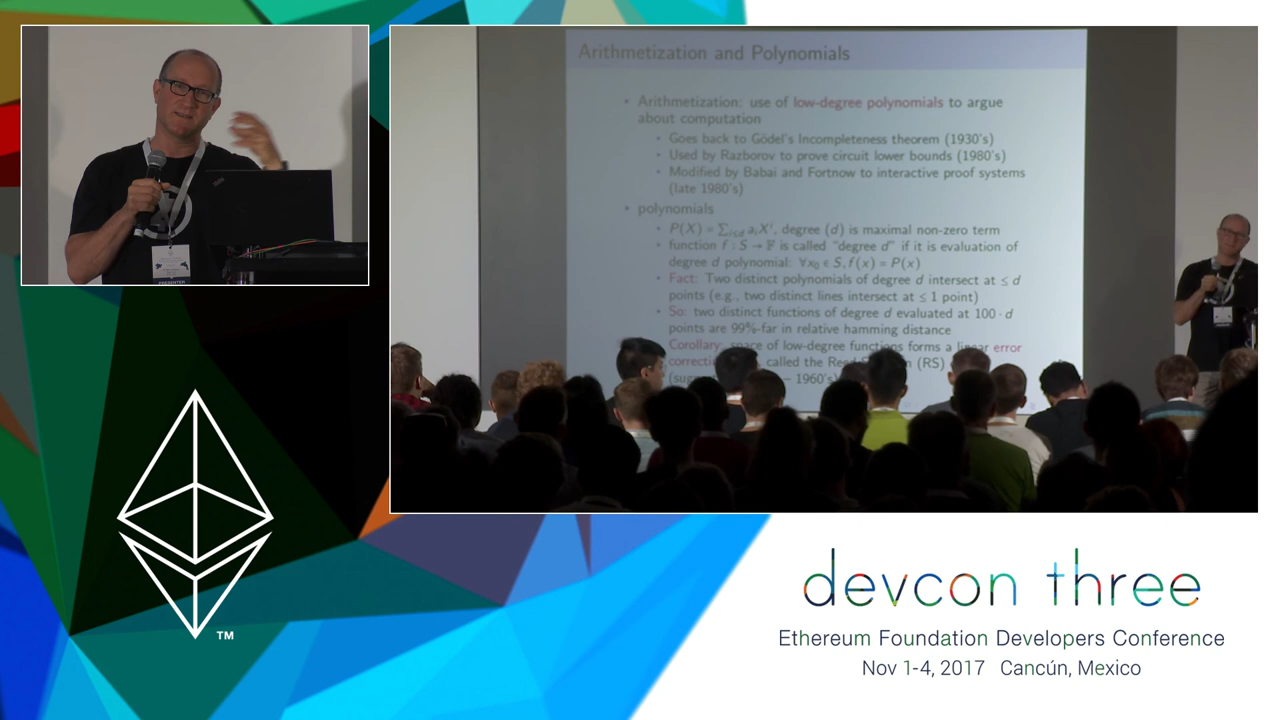 Arithmetization and Polynomials
• Arithmetization: use of low-degree polynomials to argue
about computation
• Goes back to Gödel's Incompleteness theorem (1930's)
• Used by Razborov to prove circuit lower bounds (1980's)
• Modified by Babai and Fortnow to interactive proof systems
(late 1980's)
• polynomials
• P(X) = ∑i≤d aᵢXⁱ, degree (d) is maximal non-zero term
• function f : S → 𝔽 is called "degree d" if it is evaluation of
degree d polynomial: ∀x₀ ∈ S, f(x) = P(x)
• Fact: Two distinct polynomials of degree d intersect at ≤ d
points (e.g., two distinct lines intersect at ≤ 1 point)
• So: two distinct functions of degree d evaluated at 100 · d
points are 99%-far in relative hamming distance
Corollary: space of low-degree functions forms a linear error
called the (RS)
– 1960's)
PRESENTER
TM
devcon three
Ethereum Foundation Developers Conference
Nov 1-4, 2017 Cancún, Mexico